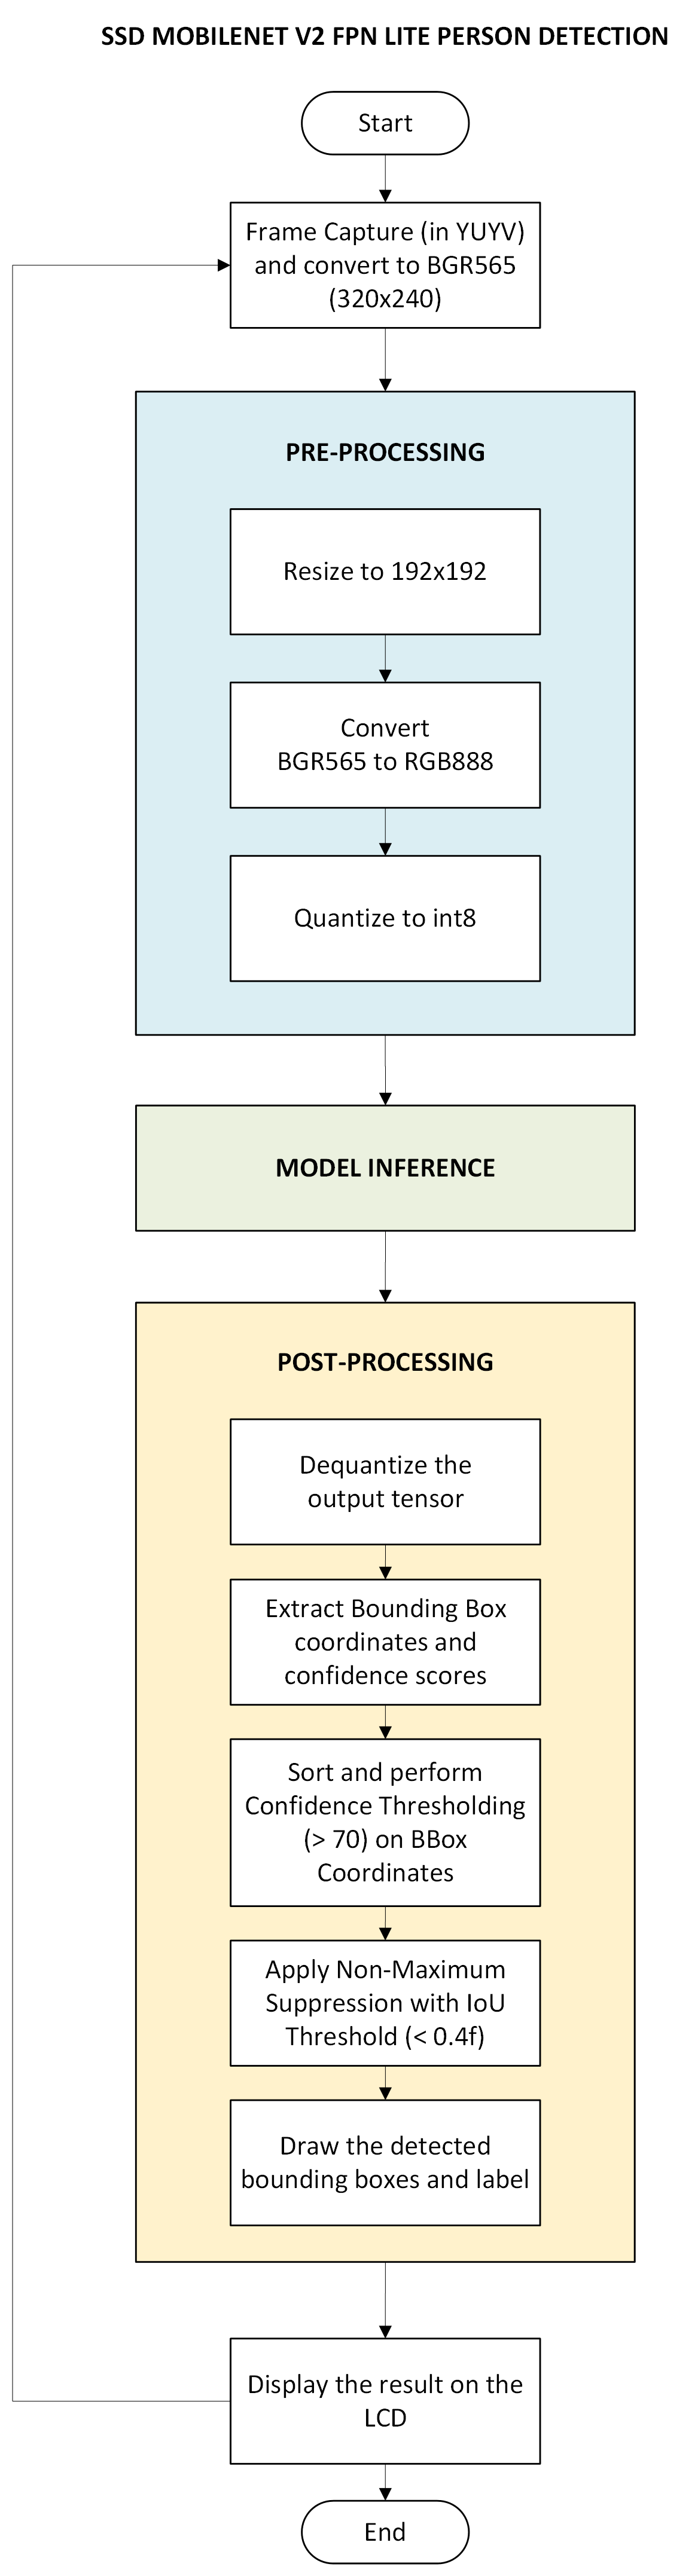 SSD MOBILENET V2 FPN LITE PERSON DETECTION
Start
Frame Capture (in YUYV)
and convert to BGR565
(320x240)
PRE-PROCESSING
Resize to 192x192
Convert
BGR565 to RGB888
Quantize to int8
MODEL INFERENCE
POST-PROCESSING
Dequantize the
output tensor
Extract Bounding Box
coordinates and
confidence scores
Sort and perform
Confidence Thresholding
(> 70) on BBox
Coordinates
Apply Non-Maximum
Suppression with IoU
Threshold (< 0.4f)
Draw the detected
bounding boxes and label
Display the result on the
LCD
End